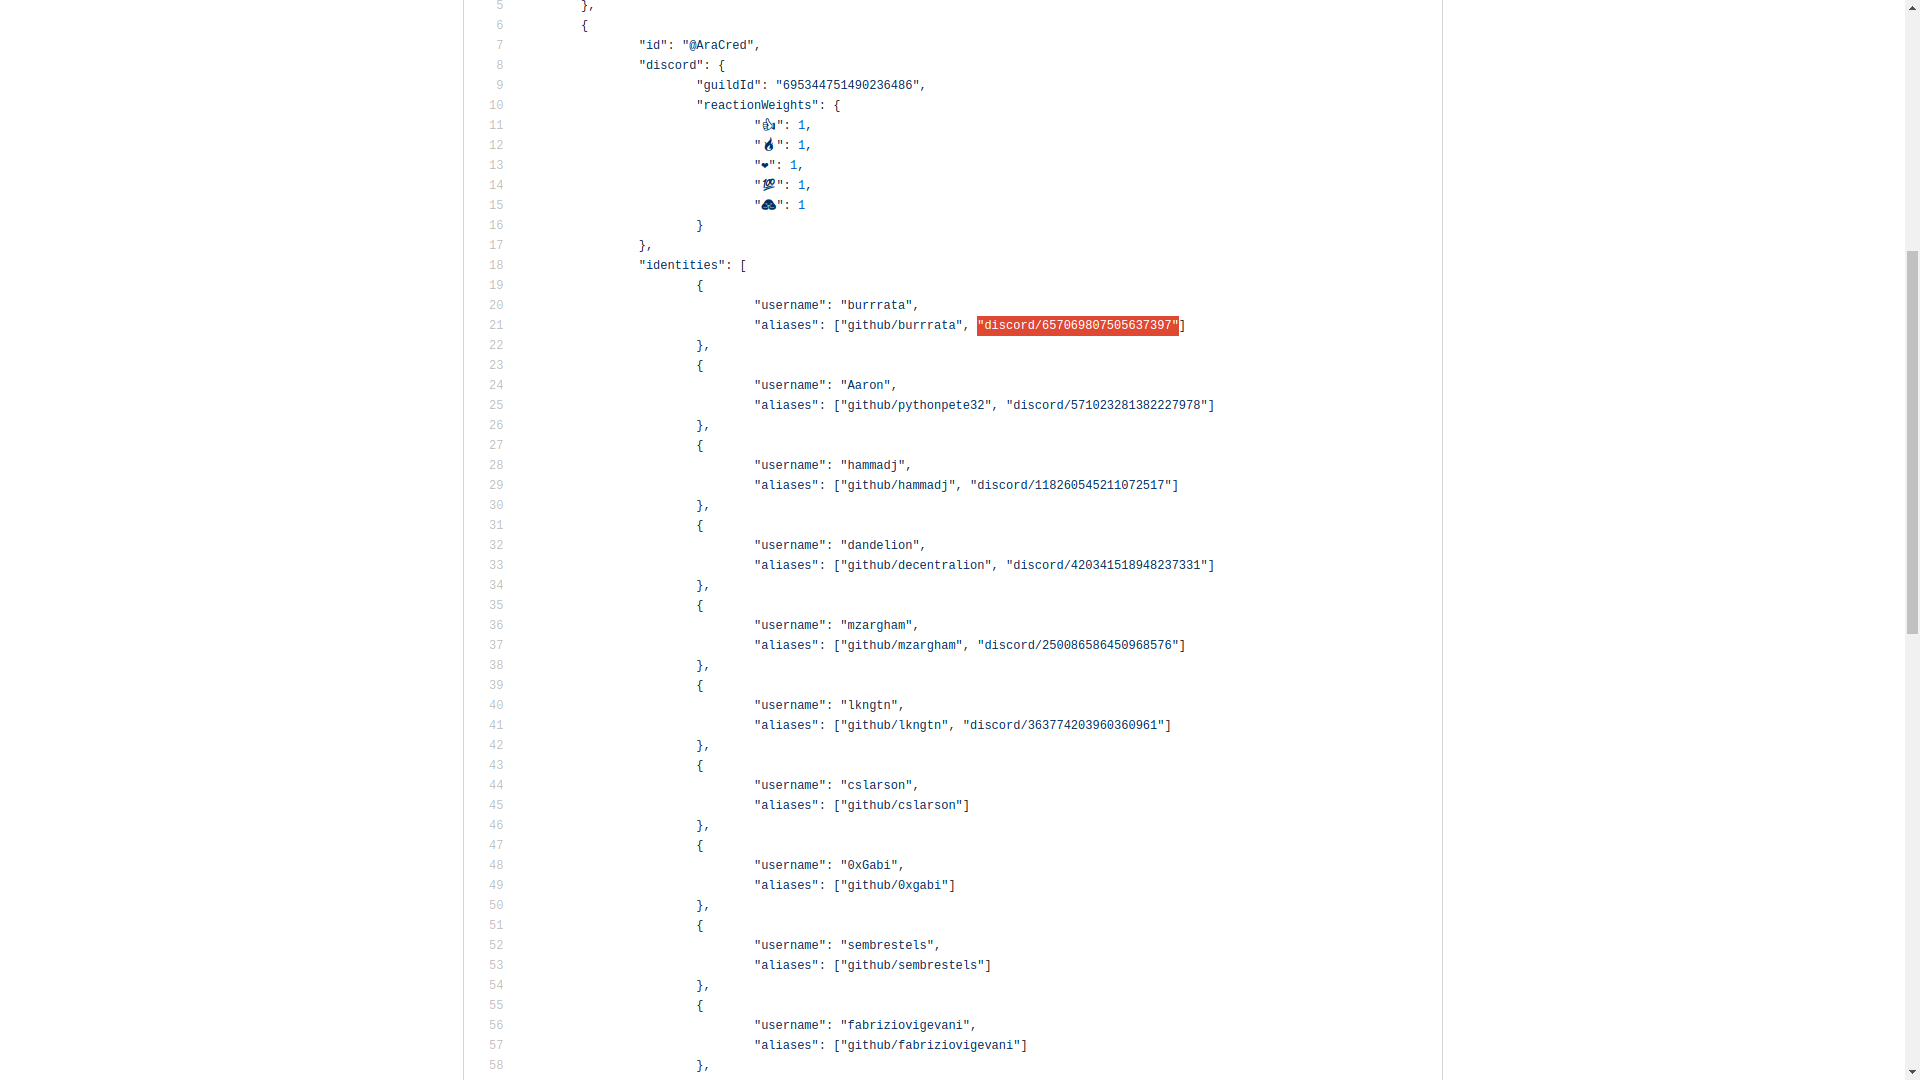 5 },
6 {
7 "id": "@AraCred",
8 "discord": {
9 "guildId": "695344751490236486",
10 "reactionWeights": {
11 "👍": 1,
12 "🔥": 1,
13 "❤": 1,
14 "💯": 1,
15 "": 1
16 }
17 },
18 "identities": [
19 {
20 "username": "burrrata",
21 "aliases": ["github/burrrata", "discord/657069807505637397"]
22 },
23 {
24 "username": "Aaron",
25 "aliases": ["github/pythonpete32", "discord/571023281382227978"]
26 },
27 {
28 "username": "hammadj",
29 "aliases": ["github/hammadj", "discord/118260545211072517"]
30 },
31 {
32 "username": "dandelion",
33 "aliases": ["github/decentralion", "discord/420341518948237331"]
34 },
35 {
36 "username": "mzargham",
37 "aliases": ["github/mzargham", "discord/250086586450968576"]
38 },
39 {
40 "username": "lkngtn",
41 "aliases": ["github/lkngtn", "discord/363774203960360961"]
42 },
43 {
44 "username": "cslarson",
45 "aliases": ["github/cslarson"]
46 },
47 {
48 "username": "0xGabi",
49 "aliases": ["github/0xgabi"]
50 },
51 {
52 "username": "sembrestels",
53 "aliases": ["github/sembrestels"]
54 },
55 {
56 "username": "fabriziovigevani",
57 "aliases": ["github/fabriziovigevani"]
58 },